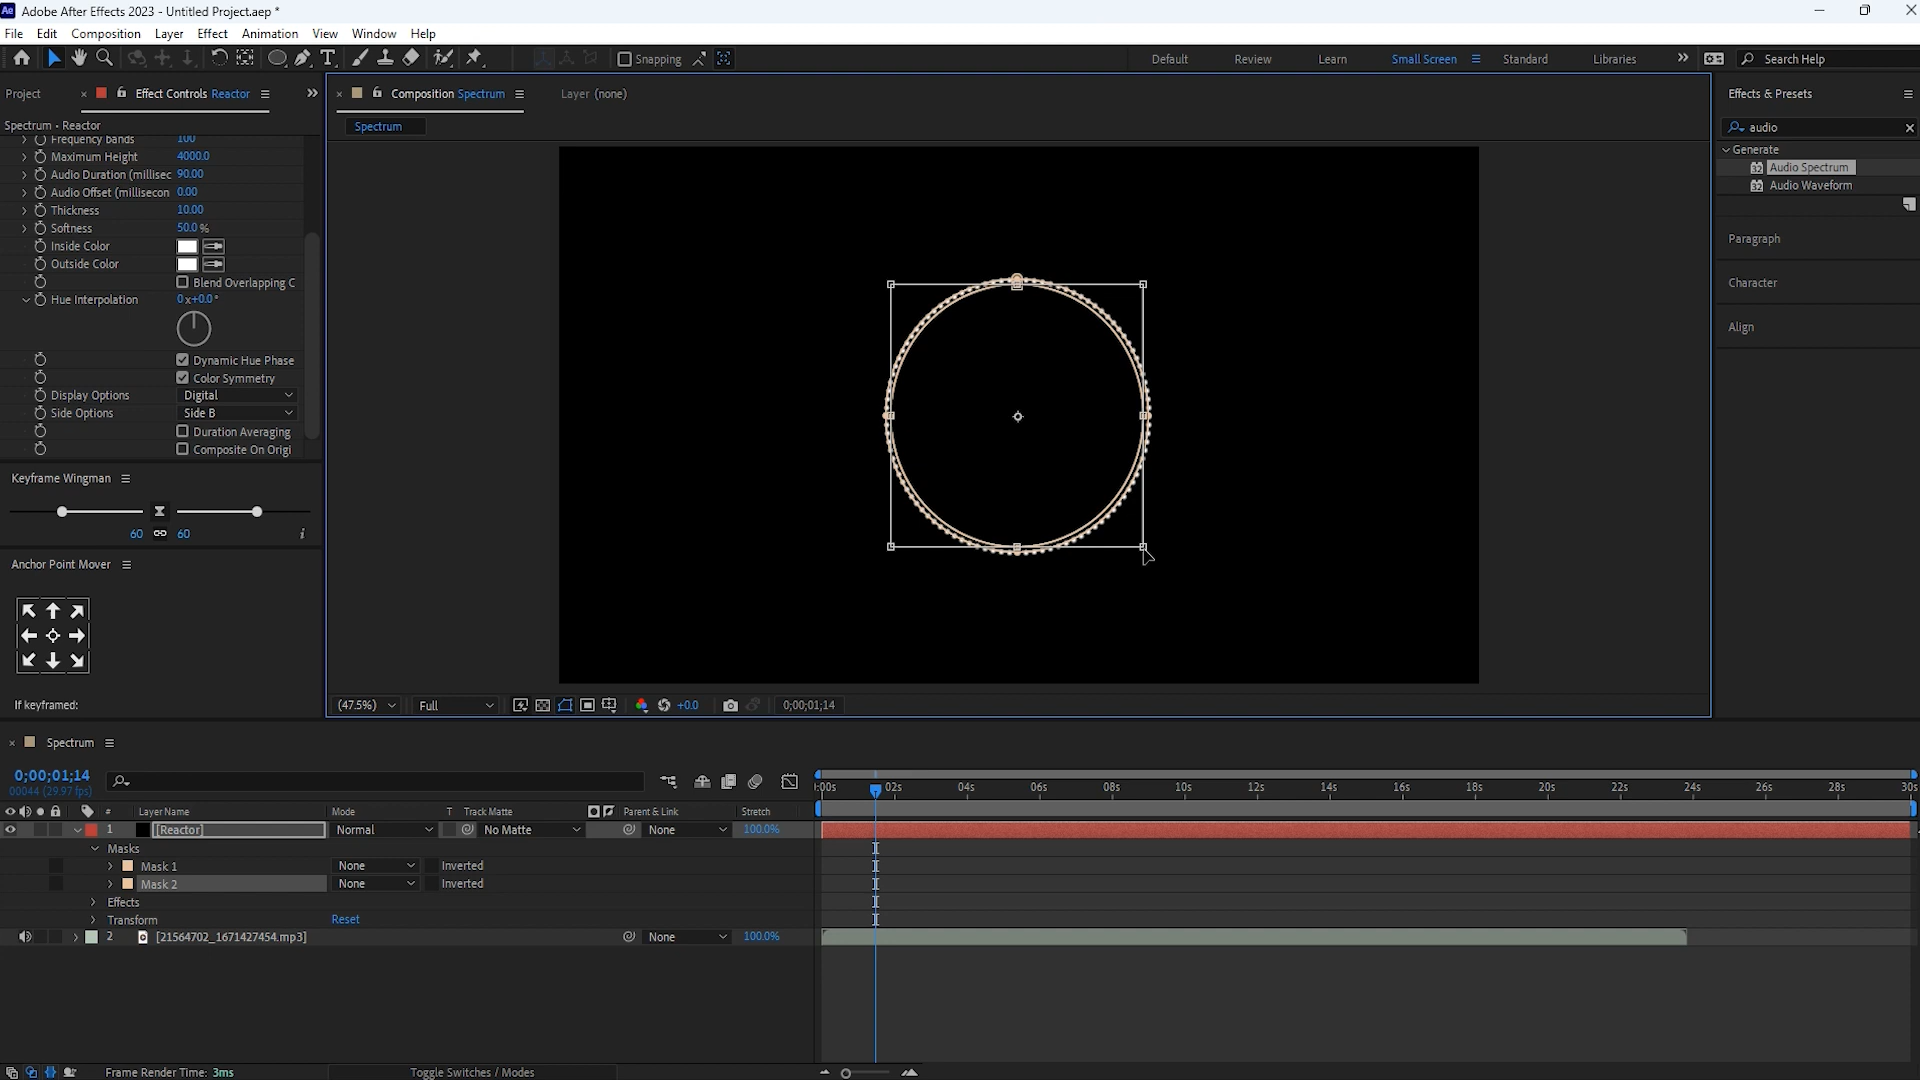 Adobe After Effects 2023 - Untitled Project.aep *
File Edit Composition Layer Effect Animation View Window Help
Snapping
Default Review Learn Small Screen Standard Libraries Search Help
Project Effect Controls Reactor
Composition Spectrum Layer (none)
Effects & Presets
Spectrum • Reactor
Spectrum
audio
Frequency bands 100
Maximum Height 4000.0
Audio Duration (millisec 90.00
Audio Offset (millisecon 0.00
Thickness 10.00
Softness 50.0 %
Inside Color
Outside Color
Blend Overlapping C
Hue Interpolation 0 x+0.0°
Dynamic Hue Phase
Color Symmetry
Display Options Digital
Side Options Side B
Duration Averaging
Composite On Origi
Generate
Audio Spectrum
Audio Waveform
Paragraph
Character
Align
Keyframe Wingman
60 60 i
Anchor Point Mover
If keyframed:
(47.5%) Full +0.0 0;00;01;14
Spectrum
0;00;01;14
00044 (29.97 fps)
# Layer Name Mode T Track Matte Parent & Link Stretch
:00s 02s 04s 06s 08s 10s 12s 14s 16s 18s 20s 22s 24s 26s 28s 30s
1 [Reactor] Normal No Matte None 100.0%
Masks
Mask 1 None Inverted
Mask 2 None Inverted
Effects
Transform Reset
2 [21564702_1671427454.mp3] None 100.0%
Frame Render Time: 3ms Toggle Switches / Modes